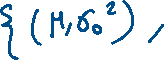 { (μ, σ₀²) ,